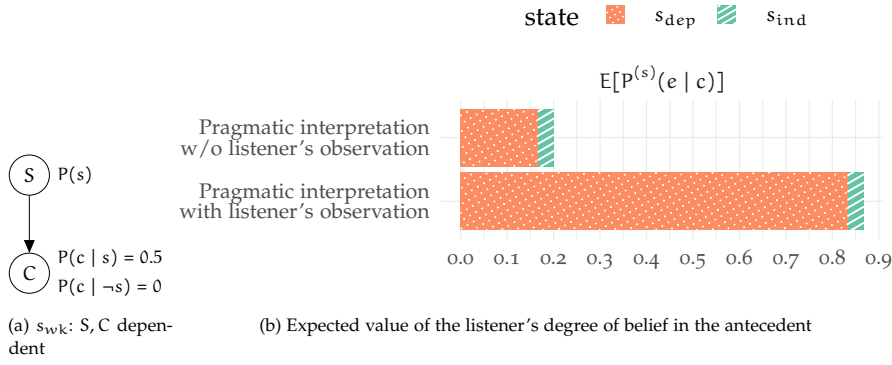 state s_dep s_ind
E[P^(s)(e | c)]
Pragmatic interpretation
w/o listener's observation
Pragmatic interpretation
with listener's observation
0.0 0.1 0.2 0.3 0.4 0.5 0.6 0.7 0.8 0.9
S P(s)
C P(c | s) = 0.5
P(c | ¬s) = 0
(a) s_wk: S, C depen-
dent
(b) Expected value of the listener's degree of belief in the antecedent